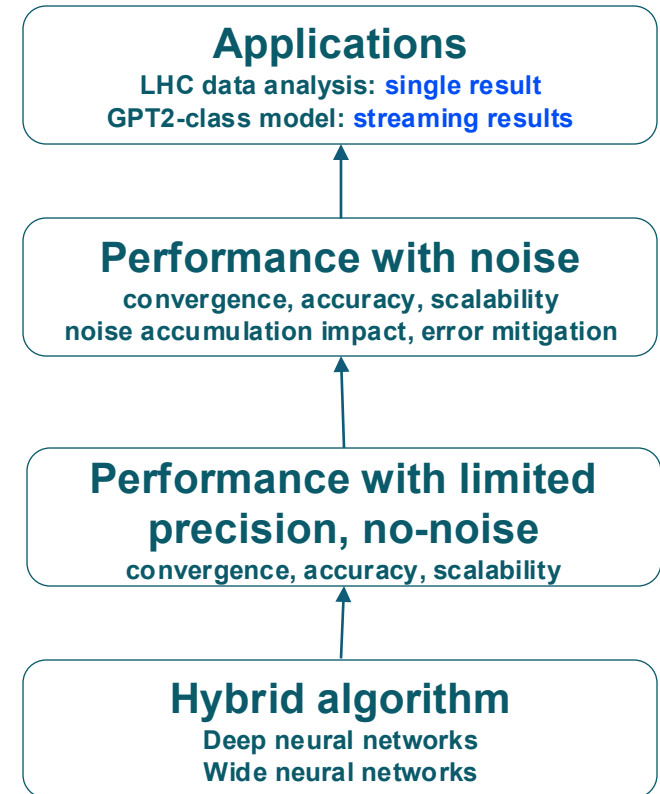 Applications
LHC data analysis: single result
GPT2-class model: streaming results
Performance with noise
convergence, accuracy, scalability
noise accumulation impact, error mitigation
Performance with limited
precision, no-noise
convergence, accuracy, scalability
Hybrid algorithm
Deep neural networks
Wide neural networks